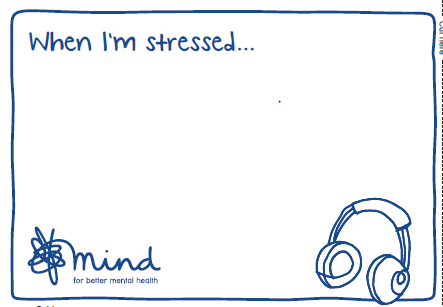 When I'm stressed...
mind
for better mental health